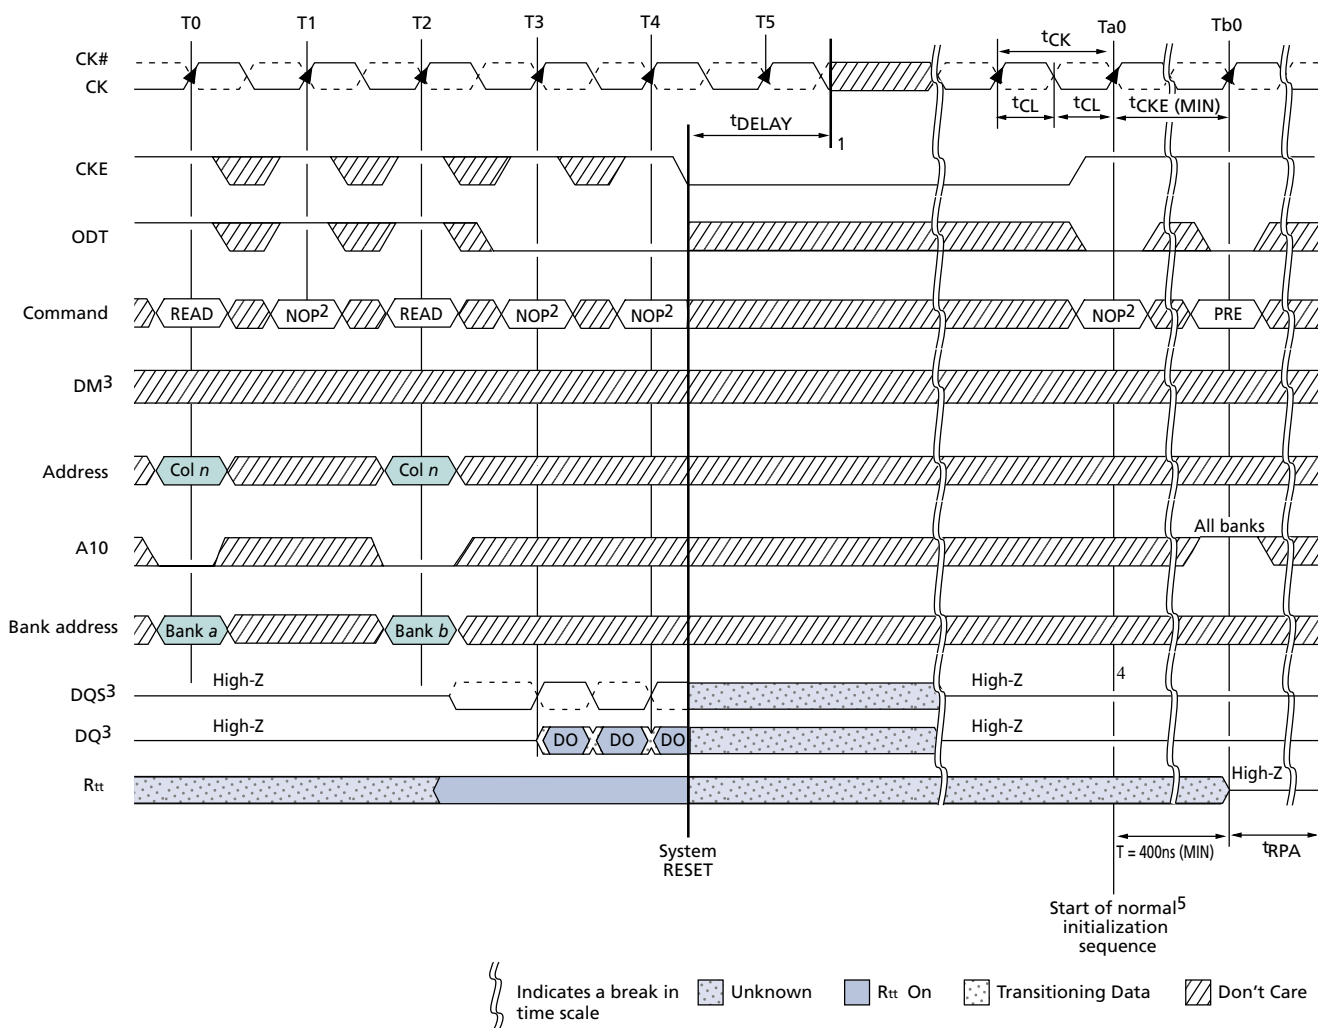 T0 T1 T2 T3 T4 T5 Ta0 Tb0
tCK
CK#
CK
tCL tCL tCKE (MIN)
tDELAY
1
CKE
ODT
Command READ NOP2 READ NOP2 NOP2 NOP2 PRE
DM3
Address Col n Col n
All banks
A10
Bank address Bank a Bank b
High-Z High-Z 4
DQS3
High-Z High-Z
DQ3 DO DO DO
High-Z
Rtt
System
RESET
T = 400ns (MIN) tRPA
Start of normal5
initialization
sequence
Indicates a break in
time scale
Unknown
Rtt On
Transitioning Data
Don't Care